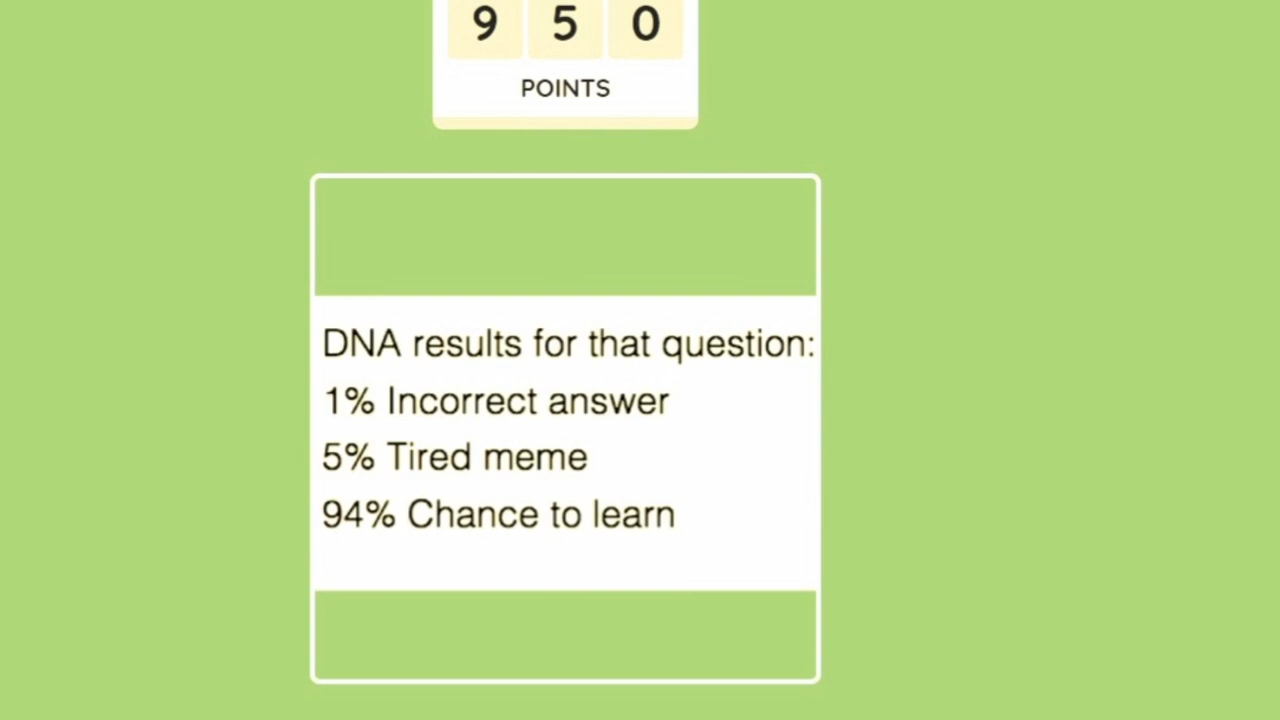 9 5 0
POINTS
DNA results for that question:
1% Incorrect answer
5% Tired meme
94% Chance to learn